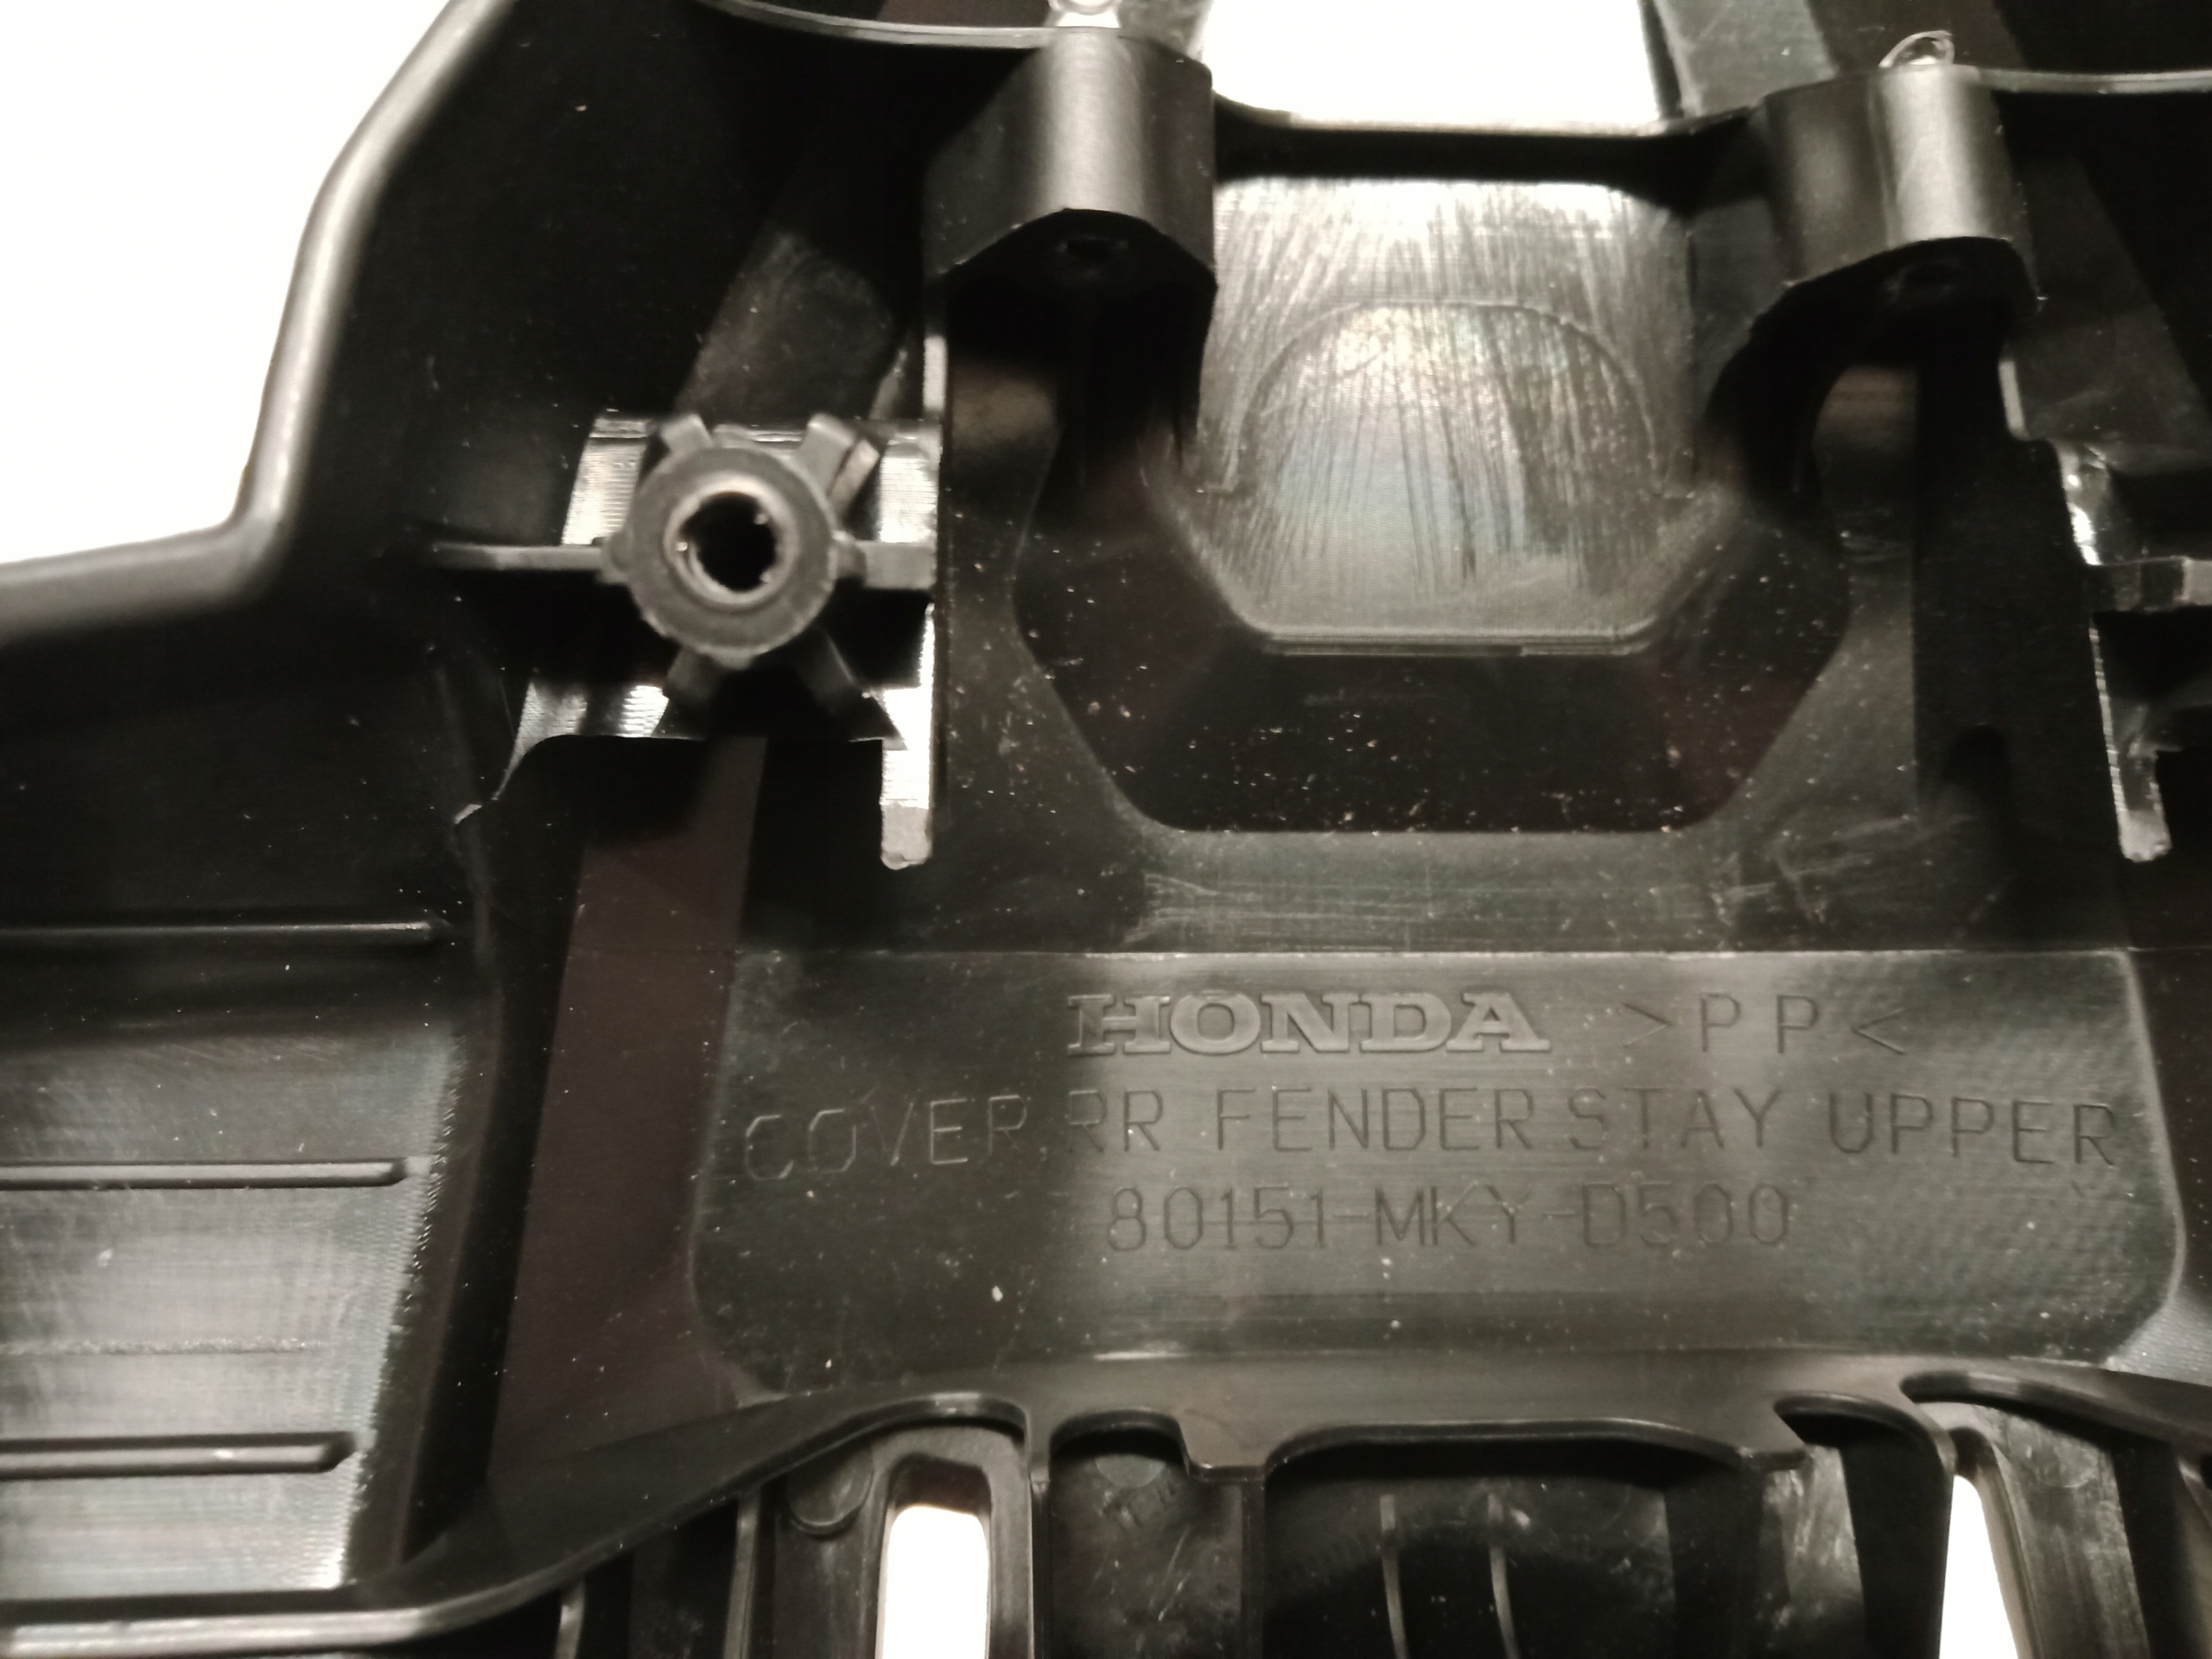 HONDA >PP<
COVER,RR FENDER STAY UPPER
80151-MKY-D500